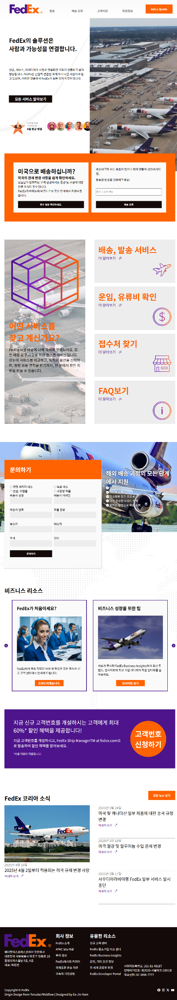 FedEx®
발송 배송 조회 고객지원 회원정보
Get a Quote
FedEx의 솔루션은
사람과 가능성을 연결합니다.
상품, 서비스, 아이디어가 사람과 연결되면 기회가 창출되고 삶이
향상됩니다. FedEx는 긴밀히 연결된 세계가 더 나은 세상이라 믿
고 있으며, 이러한 믿음에서 FedEx의 모든 일이 이루어집니다.
모든 서비스 알아보기
4.5
4월 평균 평점
미국으로 배송하십니까?
미국의 관세 변경 사항을 쉽게 확인하세요.
오늘날의 변화하는 무역 환경에서는 통관 및 규정에 대한
전문 지식이 필수입니다.
FedEx가 여러분의 비즈니스를 모든 단계에서 지원하겠
습니다.
필수 팁을 확인하세요.
배송하고자 하는 물품이 있거나 현재 현황이 궁금하시다
면,
운송장 번호를 입력해주세요!
항공 운송장 번호
배송 조회
어떤 서비스를
찾고 계신가요?
FedEx 화물 배송에 대해 자세히 알아보세요. 모
든 배송 요구 사항을 위한 원스톱 서비스입니다.
한눈에 서비스를 비교하고, 최적의 옵션을 선택하
며, 중량 화물 견적을 받기까지, 한 곳에서 모든 지
원을 받을 수 있습니다.
배송, 발송 서비스
더 알아보기
운임, 유류비 확인
더 알아보기
$
접수처 찾기
더 알아보기
FAQ보기
더 알아보기
i
문의하기
경량 패키지 배송 특급 배송
민감, 위험물 고중량 화물
배송자 성명 배송자 이메일
배송자 번호 화물 종류
발송지 배송지
무게 길이
문의하기
해외 배송 과정의 모든 단계
에서 지원
간소화된 청구 프로세스
더욱 풍성한 리워드 혜택
원하는 방법으로 배송 조회
비즈니스 리소스
FedEx가 처음이세요?
FedEx에서 발송 작업을 하실 때 필요한 모든 절차를 신
규 고객 센터에서 안내해 드립니다.
도와드리겠습니다.
비즈니스 성장을 위한 팁
새롭게 출시된 FedEx Business Insights에서 최신 트
렌드, 인사이트와 최고 기업 리더와의 독점 인터뷰를 살
펴보세요.
인사이트 보기
지금 신규 고객번호를 개설하시는 고객에게 최대
60%* 할인 혜택을 제공합니다!
지금 고객번호를 개설하시고, FedEx Ship ManagerTM at fedex.com으
로 발송하여 할인 혜택을 받아보세요.
*이용 약관이 적용됩니다.
고객번호
신청하기
FedEx 코리아 소식
모든 뉴스 보기
2025년 4월 10일
2025년 4월 2일부터 적용되는 미국 규제 변경 사항
자세히 보기
2025년 3월 24일
미국 및 캐나다산 일부 제품에 대한 중국 규정
변경
자세히 보기
2025년 3월 18일
미국 철강 및 알루미늄 수입 관세 변경
자세히 보기
2025년 3월 17일
사우디아라비아행 FedEx 일부 서비스 일시
중단
자세히 보기
FedEx®
페더럴익스프레스코리아 유한회사
대한민국 서울특별시 마포구 양화로 19
합정오피스빌딩 5층, 6층
대표: 박원빈
회사 정보
FedEx 소개
APAC 보도자료
투자 정보
FedEx에서의 커리어
국제표준 운송 약관
구속적 기업규범
유용한 리소스
신규 고객 센터
FedEx 중소기업 비즈 센터
FedEx Business Insights
운임, 기타 요금 정보
전 세계 공휴일 일정
FedEx Developer Portal
사업자등록번호: 101-81-49187
판매허가번호: 제2020-서울마포-2891호
대표전화: 02-3496-7777
Copyright © FedEx
Origin Design from Torcular/Webflow | Designed by Eo-Jin Nam